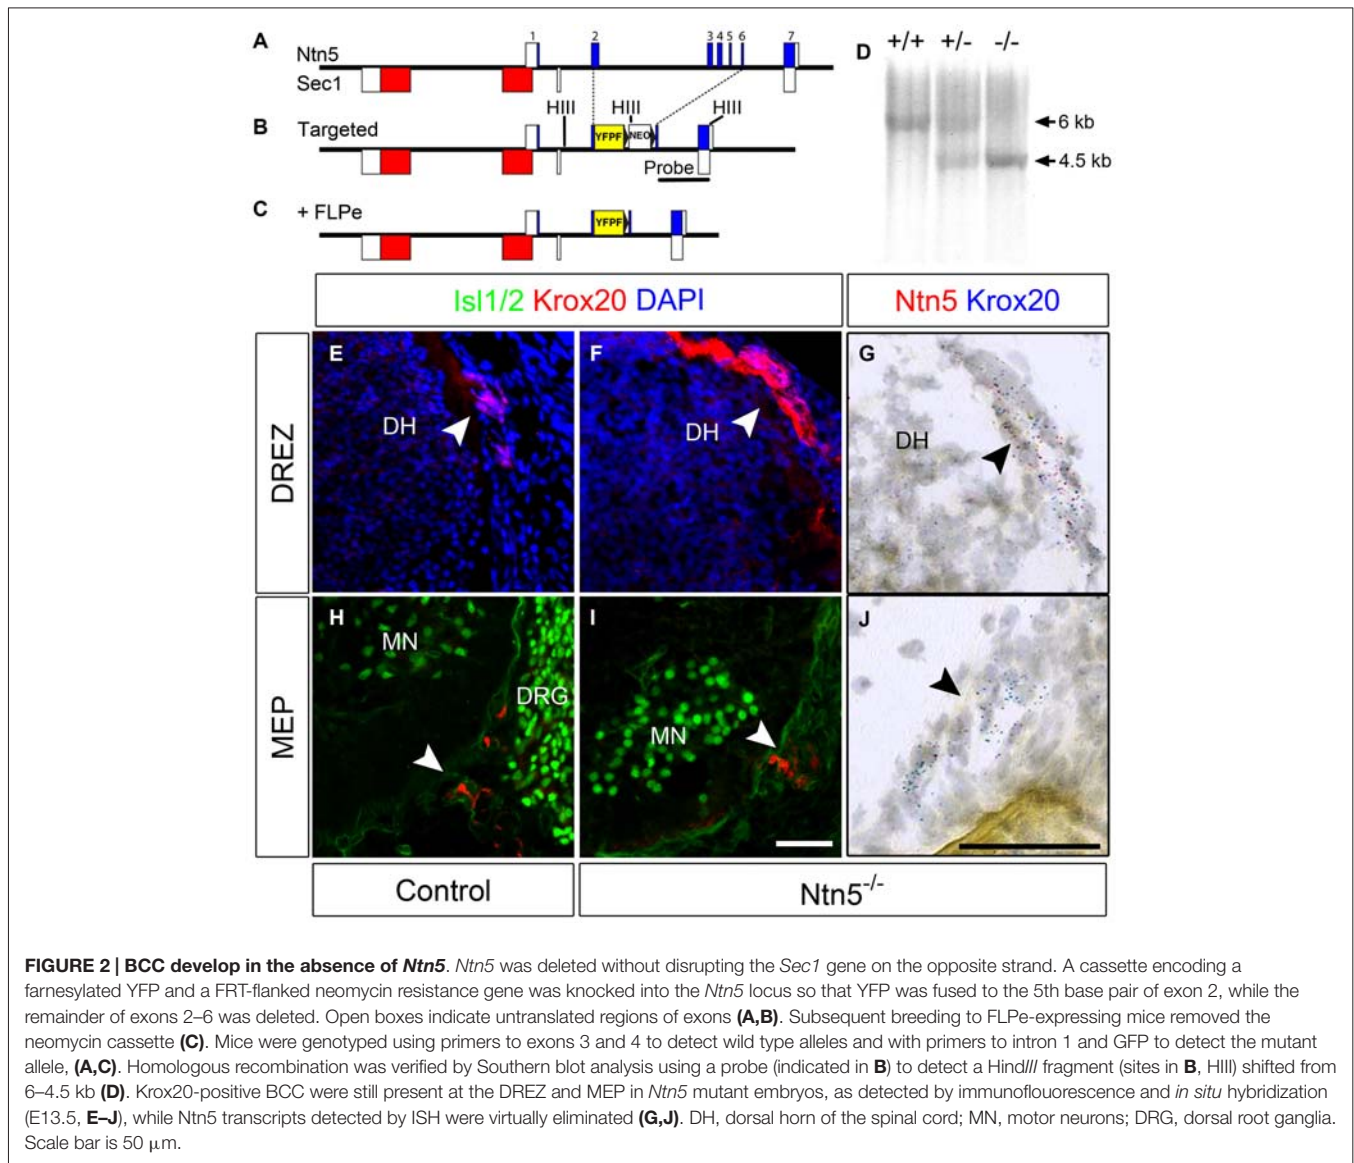 A
Ntn5
1 2 3 4 5 6 7
Sec1
D
+/+ +/- -/-
6 kb
4.5 kb
B
Targeted
HIII HIII HIII
YFPF NEO
Probe
C
+ FLPe
YFPF
Isl1/2 Krox20 DAPI
Ntn5 Krox20
DREZ
E
DH
F
DH
G
DH
MEP
H
MN
DRG
I
MN
J
Control
Ntn5-/-
FIGURE 2 | BCC develop in the absence of Ntn5. Ntn5 was deleted without disrupting the Sec1 gene on the opposite strand. A cassette encoding a
farnesylated YFP and a FRT-flanked neomycin resistance gene was knocked into the Ntn5 locus so that YFP was fused to the 5th base pair of exon 2, while the
remainder of exons 2–6 was deleted. Open boxes indicate untranslated regions of exons (A,B). Subsequent breeding to FLPe-expressing mice removed the
neomycin cassette (C). Mice were genotyped using primers to exons 3 and 4 to detect wild type alleles and with primers to intron 1 and GFP to detect the mutant
allele, (A,C). Homologous recombination was verified by Southern blot analysis using a probe (indicated in B) to detect a HindIII fragment (sites in B, HIII) shifted from
6–4.5 kb (D). Krox20-positive BCC were still present at the DREZ and MEP in Ntn5 mutant embryos, as detected by immunoflouorescence and in situ hybridization
(E13.5, E–J), while Ntn5 transcripts detected by ISH were virtually eliminated (G,J). DH, dorsal horn of the spinal cord; MN, motor neurons; DRG, dorsal root ganglia.
Scale bar is 50 μm.